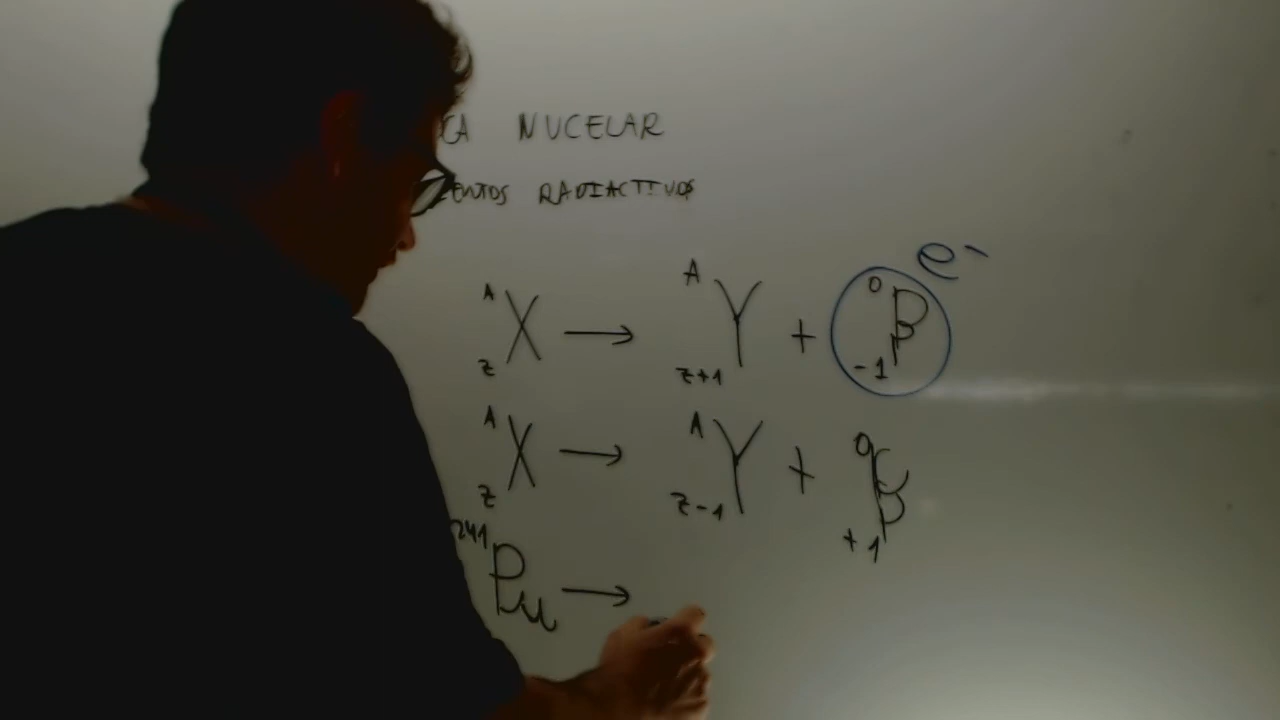 CA NUCELAR
ENTOS RADIACTIVOS
e-
A Z X → A Z+1 Y + 0 -1 β
A Z X → A Z-1 Y + 0 +1 β
241 Pu →